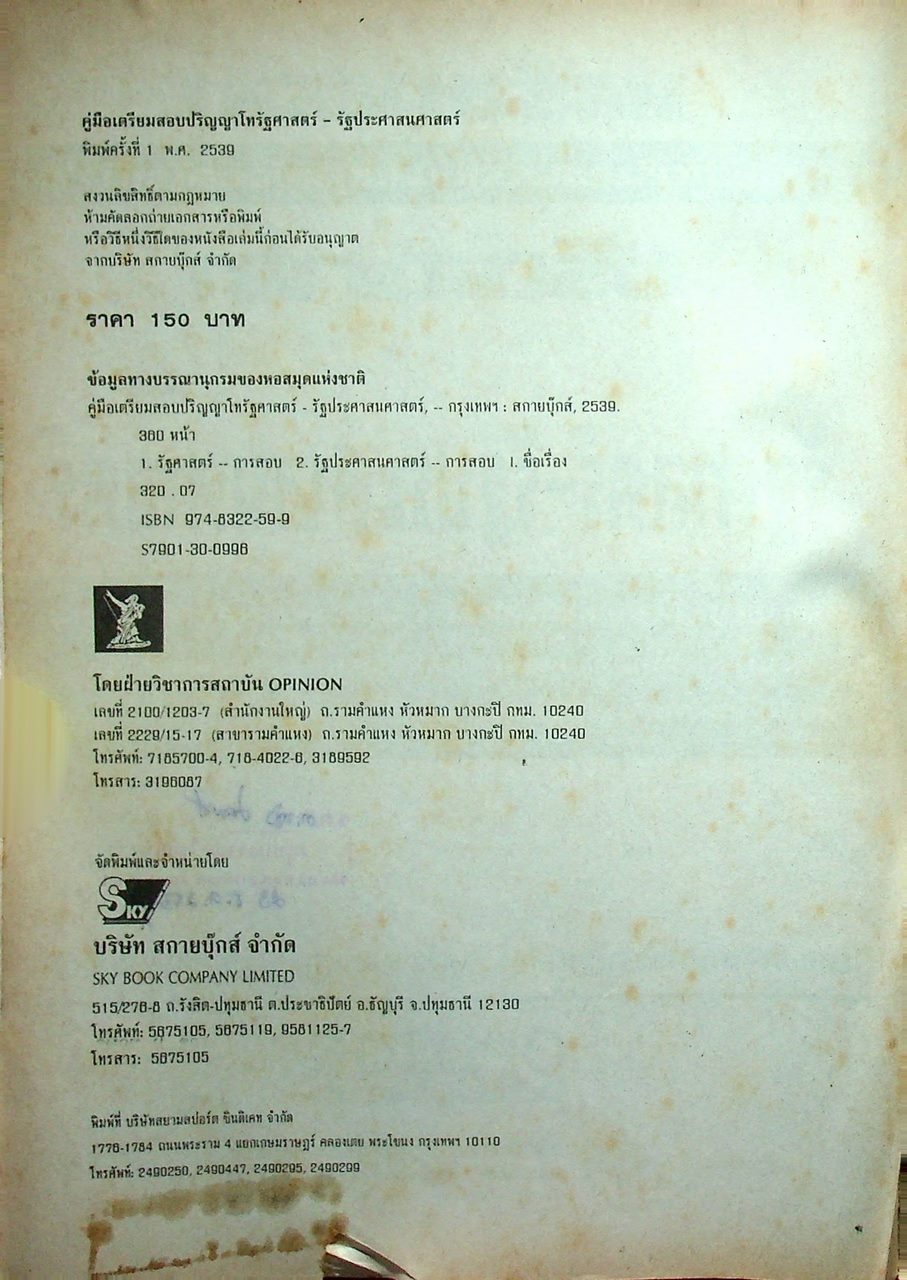 คู่มือเตรียมสอบปริญญาโทรัฐศาสตร์ - รัฐประศาสนศาสตร์
พิมพ์ครั้งที่ 1 พ.ศ. 2539
สงวนลิขสิทธิ์ตามกฎหมาย
ห้ามคัดลอกถ่ายเอกสารหรือพิมพ์
หรือวิธีหนึ่งวิธีใดของหนังสือเล่มนี้ก่อนได้รับอนุญาต
จากบริษัท สกายบุ๊กส์ จำกัด
ราคา 150 บาท
ข้อมูลทางบรรณานุกรมของหอสมุดแห่งชาติ
คู่มือเตรียมสอบปริญญาโทรัฐศาสตร์ - รัฐประศาสนศาสตร์, -- กรุงเทพฯ : สกายบุ๊กส์, 2539.
360 หน้า
1. รัฐศาสตร์ -- การสอบ 2. รัฐประศาสนศาสตร์ -- การสอบ I. ชื่อเรื่อง
320 . 07
ISBN 974-8322-59-9
S7901-30-0996
โดยฝ่ายวิชาการสถาบัน OPINION
เลขที่ 2100/1203-7 (สำนักงานใหญ่) ถ.รามคำแหง หัวหมาก บางกะปิ กทม. 10240
เลขที่ 2229/15-17 (สาขารามคำแหง) ถ.รามคำแหง หัวหมาก บางกะปิ กทม. 10240
โทรศัพท์: 7185700-4, 718-4022-6, 3189592
โทรสาร: 3196087
จัดพิมพ์และจำหน่ายโดย
SKY
บริษัท สกายบุ๊กส์ จำกัด
SKY BOOK COMPANY LIMITED
515/276-8 ถ.รังสิต-ปทุมธานี ต.ประชาธิปัตย์ อ.ธัญบุรี จ.ปทุมธานี 12130
โทรศัพท์: 5675105, 5675119, 9581125-7
โทรสาร: 5675105
พิมพ์ที่ บริษัทสยามสปอร์ต ซินดิเคท จำกัด
1776-1784 ถนนพระราม 4 แยกเกษมราษฎร์ คลองเตย พระโขนง กรุงเทพฯ 10110
โทรศัพท์: 2490250, 2490447, 2490295, 2490299